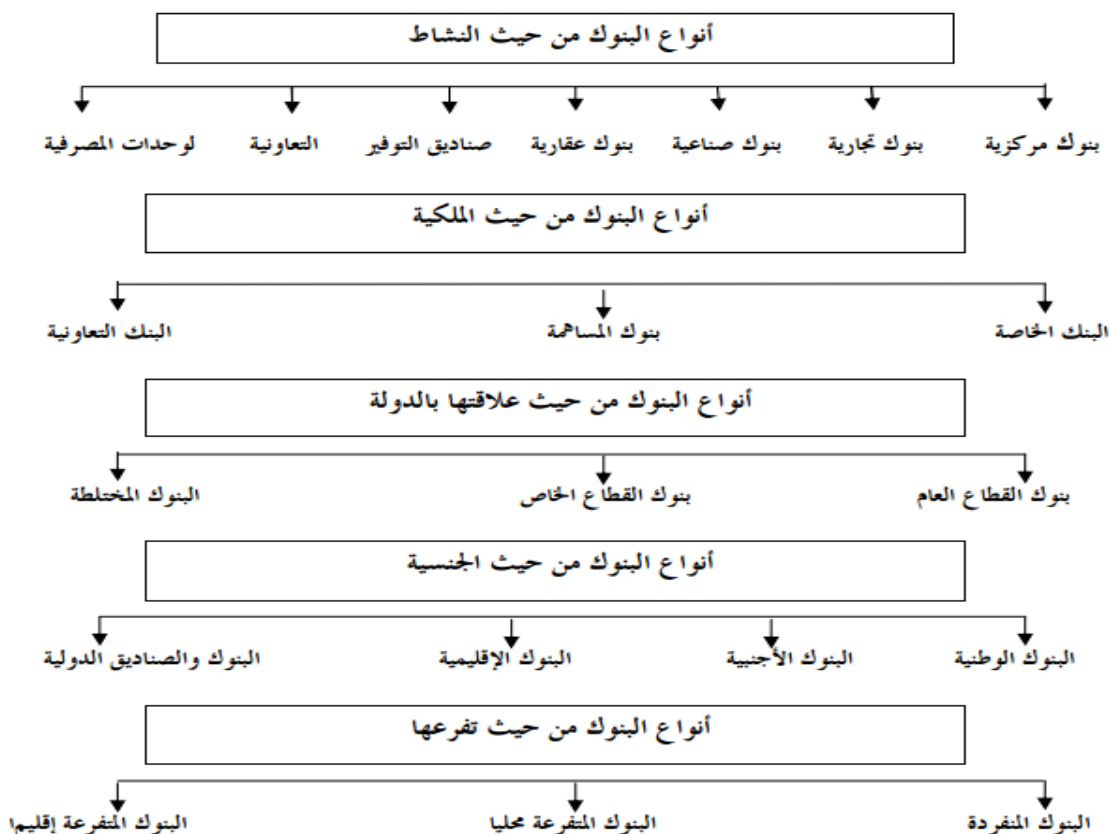 أنواع البنوك من حيث النشاط
بنوك مركزية بنوك تجارية بنوك صناعية بنوك عقارية صناديق التوفير التعاونية لوحدات المصرفية
أنواع البنوك من حيث الملكية
البنك الخاصة بنوك المساهمة البنك التعاونية
أنواع البنوك من حيث علاقتها بالدولة
بنوك القطاع العام بنوك القطاع الخاص البنوك المختلطة
أنواع البنوك من حيث الجنسية
البنوك الوطنية البنوك الأجنبية البنوك الإقليمية البنوك والصناديق الدولية
أنواع البنوك من حيث تفرعها
البنوك المنفردة البنوك المتفرعة محليا البنوك المتفرعة إقليم!